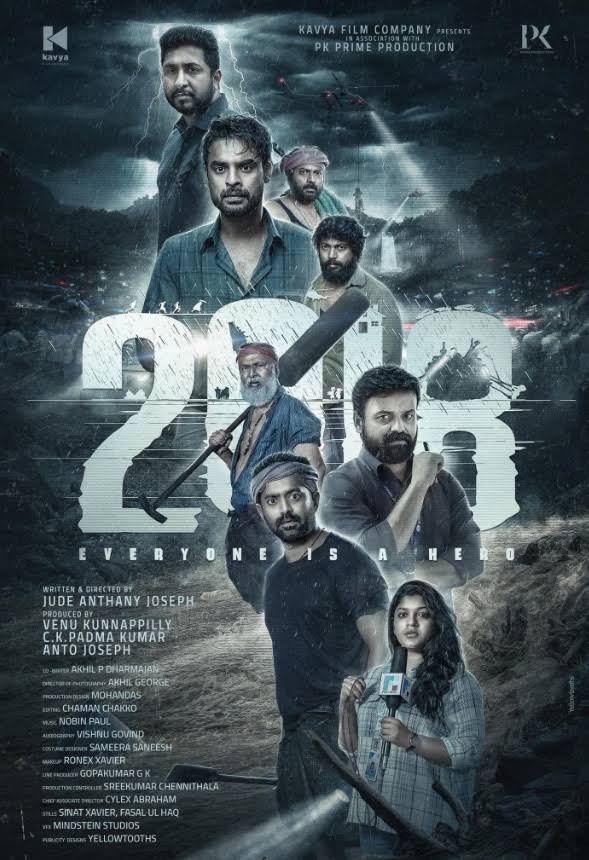 kavya
KAVYA FILM COMPANY PRESENTS
IN ASSOCIATION WITH
PK PRIME PRODUCTION
PK
2018
EVERYONE IS A HERO
WRITTEN & DIRECTED BY
JUDE ANTHANY JOSEPH
PRODUCED BY
VENU KUNNAPPILLY
C.K.PADMA KUMAR
ANTO JOSEPH
CO-WRITER AKHIL P DHARMAJAN
DIRECTOR OF PHOTOGRAPHY AKHIL GEORGE
PRODUCTION DESIGN MOHANDAS
EDITING CHAMAN CHAKKO
MUSIC NOBIN PAUL
AUDIOGRAPHY VISHNU GOVIND
COSTUME DESIGNER SAMEERA SANEESH
MAKEUP RONEX XAVIER
LINE PRODUCER GOPAKUMAR G K
PRODUCTION CONTROLLER SREEKUMAR CHENNITHALA
CHIEF ASSOCIATE DIRECTOR CYLEX ABRAHAM
STILLS SINAT XAVIER, FASAL UL HAQ
VFX MINDSTEIN STUDIOS
PUBLICITY DESIGNS YELLOWTOOTHS